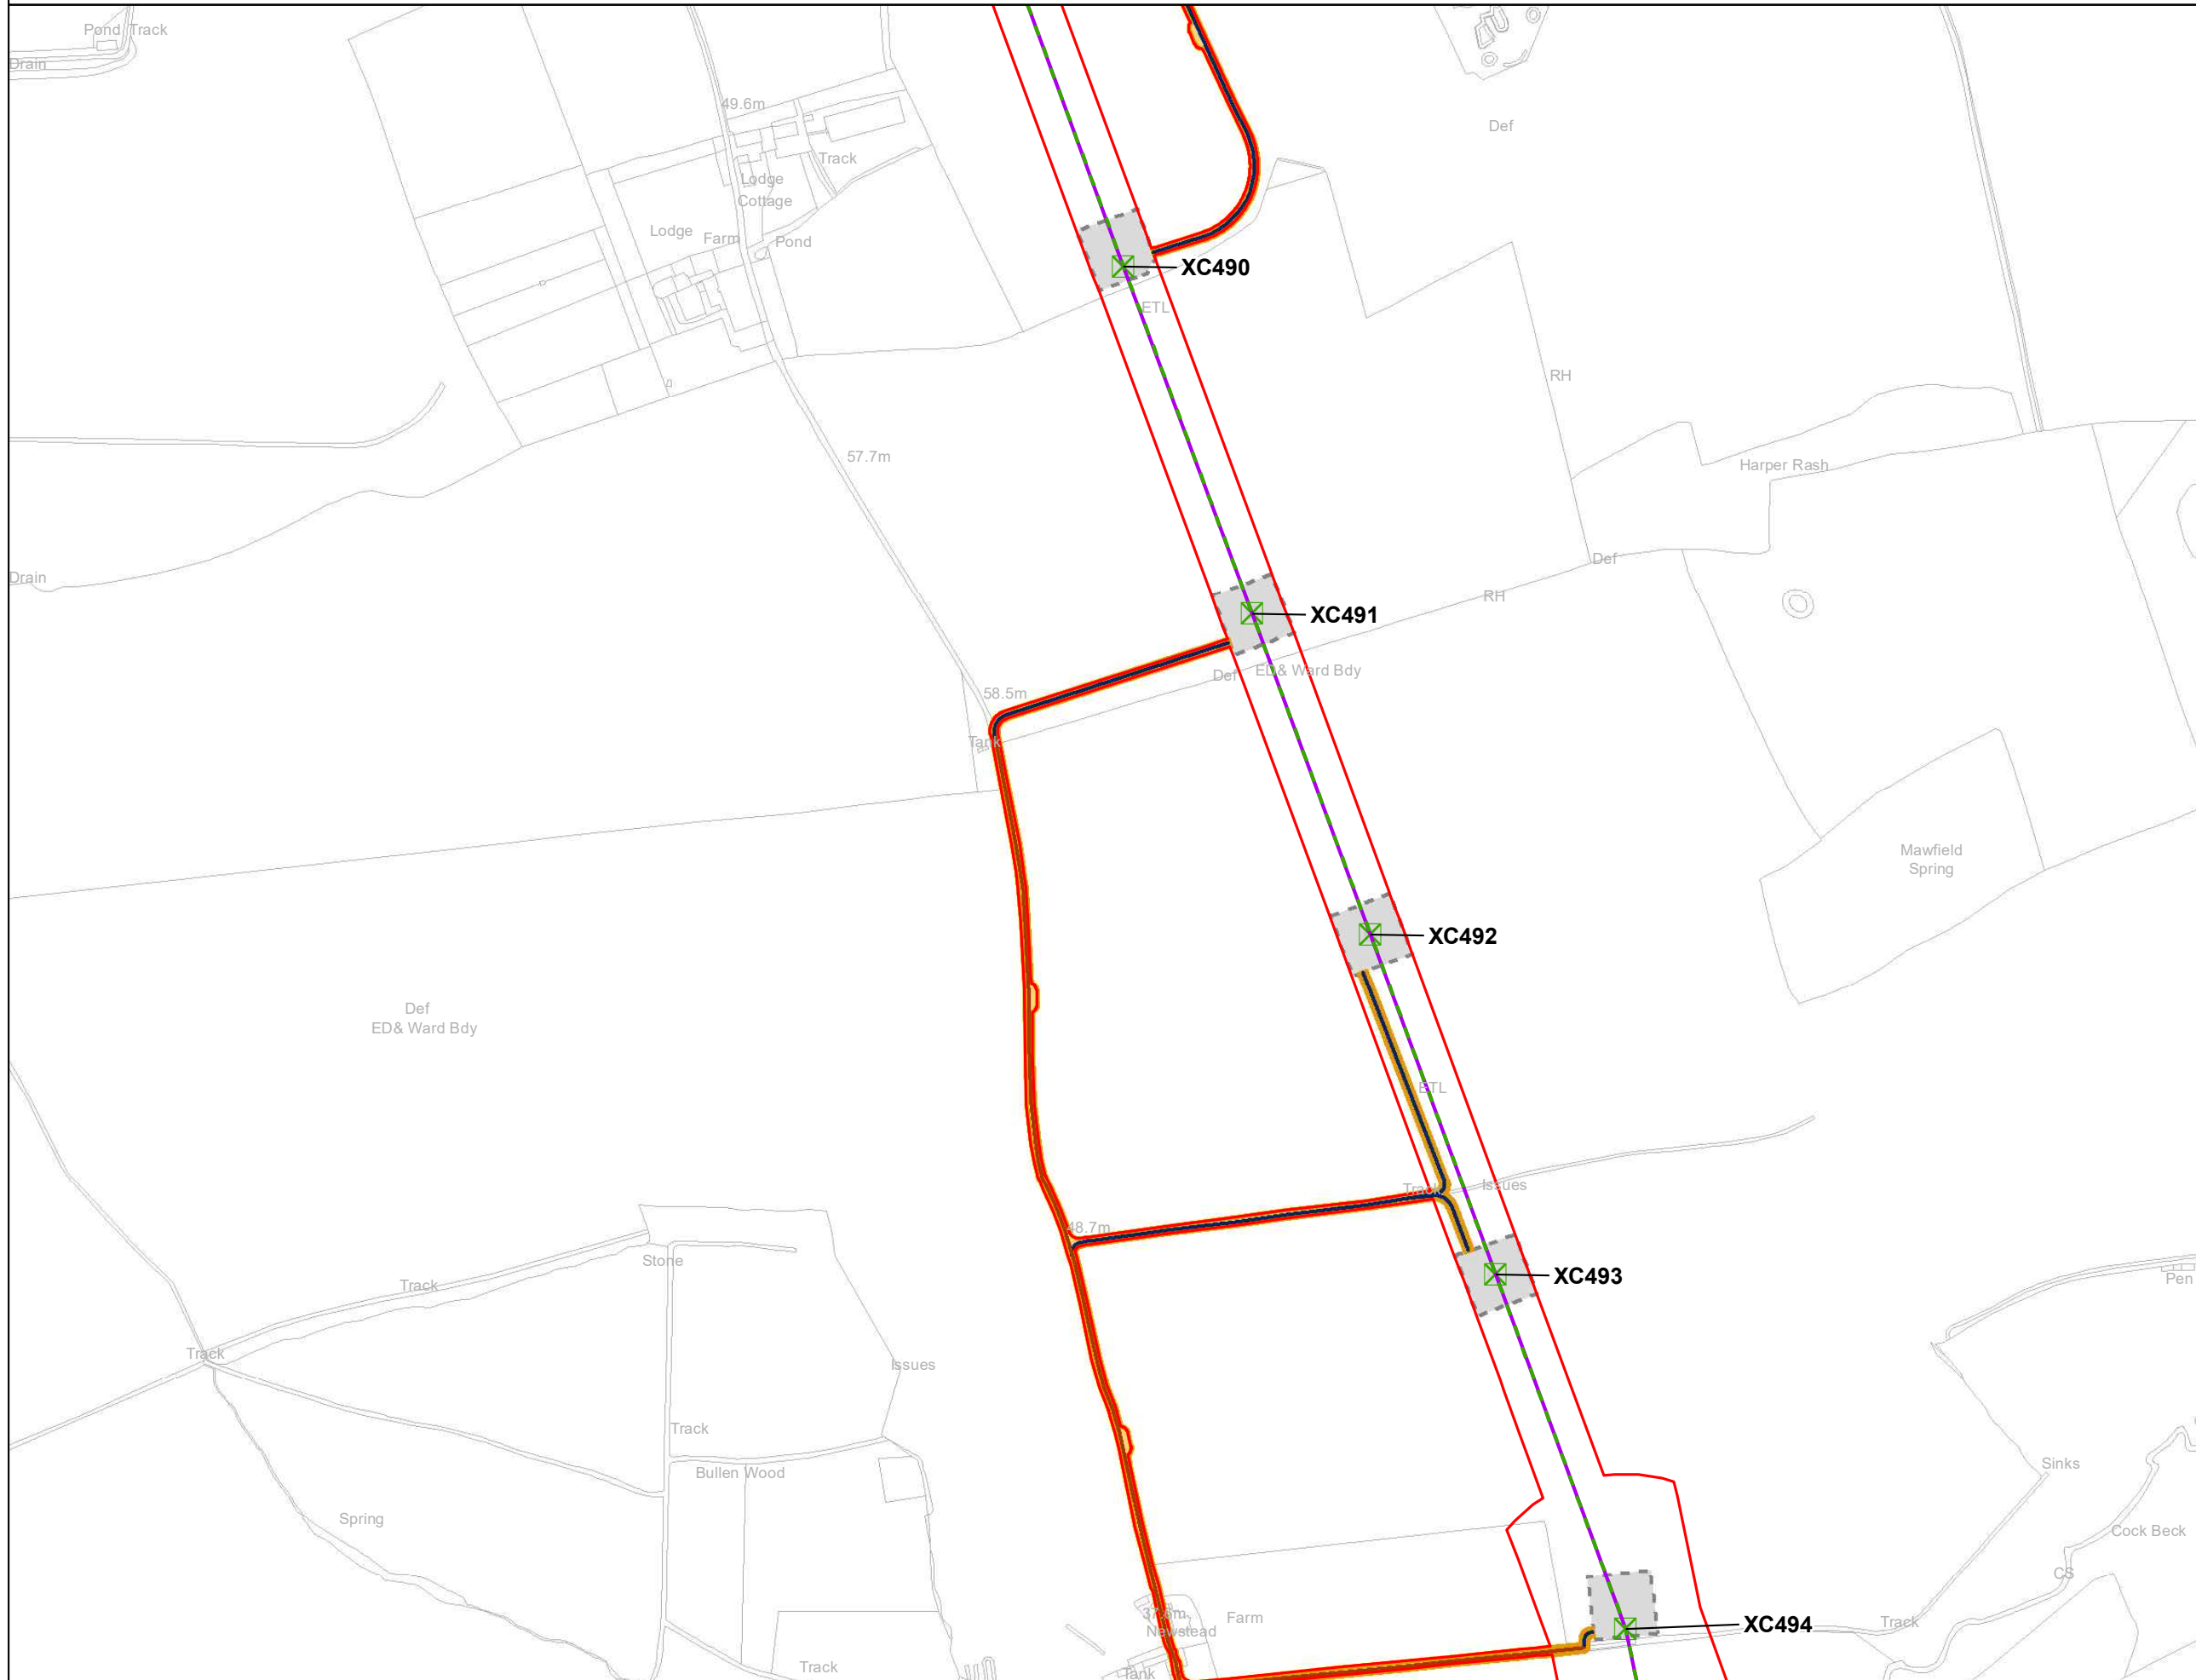 Pond Track
Drain
49.6m
Def
Track
Lodge
Cottage
Lodge Farm
Pond
XC490
ETL
RH
57.7m
Harper Rash
Def
Drain
RH
XC491
Def
ED& Ward Bdy
58.5m
Tank
Mawfield
Spring
XC492
Def
ED& Ward Bdy
ETL
Track
Issues
48.7m
Stone
Track
XC493
Pen
Track
Issues
Track
Bullen Wood
Sinks
Spring
Cock Beck
CS
Farm
Newstead
XC494
Track
Track
Tank